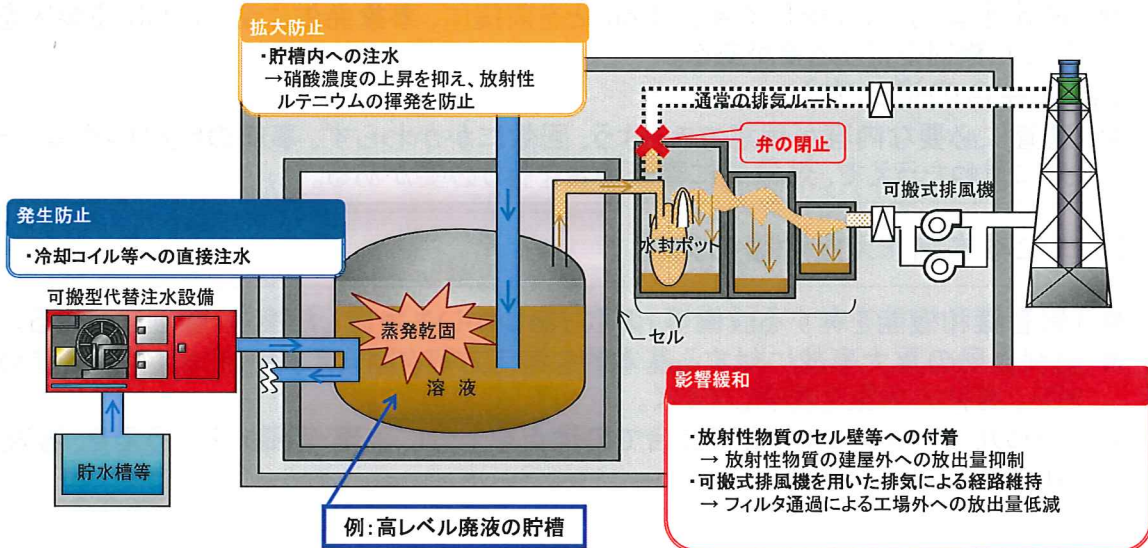 拡大防止
・貯槽内への注水
→硝酸濃度の上昇を抑え、放射性
ルテニウムの揮発を防止
通常の排気ルート
弁の閉止
可搬式排風機
発生防止
・冷却コイル等への直接注水
水封ポット
可搬型代替注水設備
蒸発乾固
セル
溶 液
貯水槽等
例:高レベル廃液の貯槽
影響緩和
・放射性物質のセル壁等への付着
→ 放射性物質の建屋外への放出量抑制
・可搬式排風機を用いた排気による経路維持
→ フィルタ通過による工場外への放出量低減